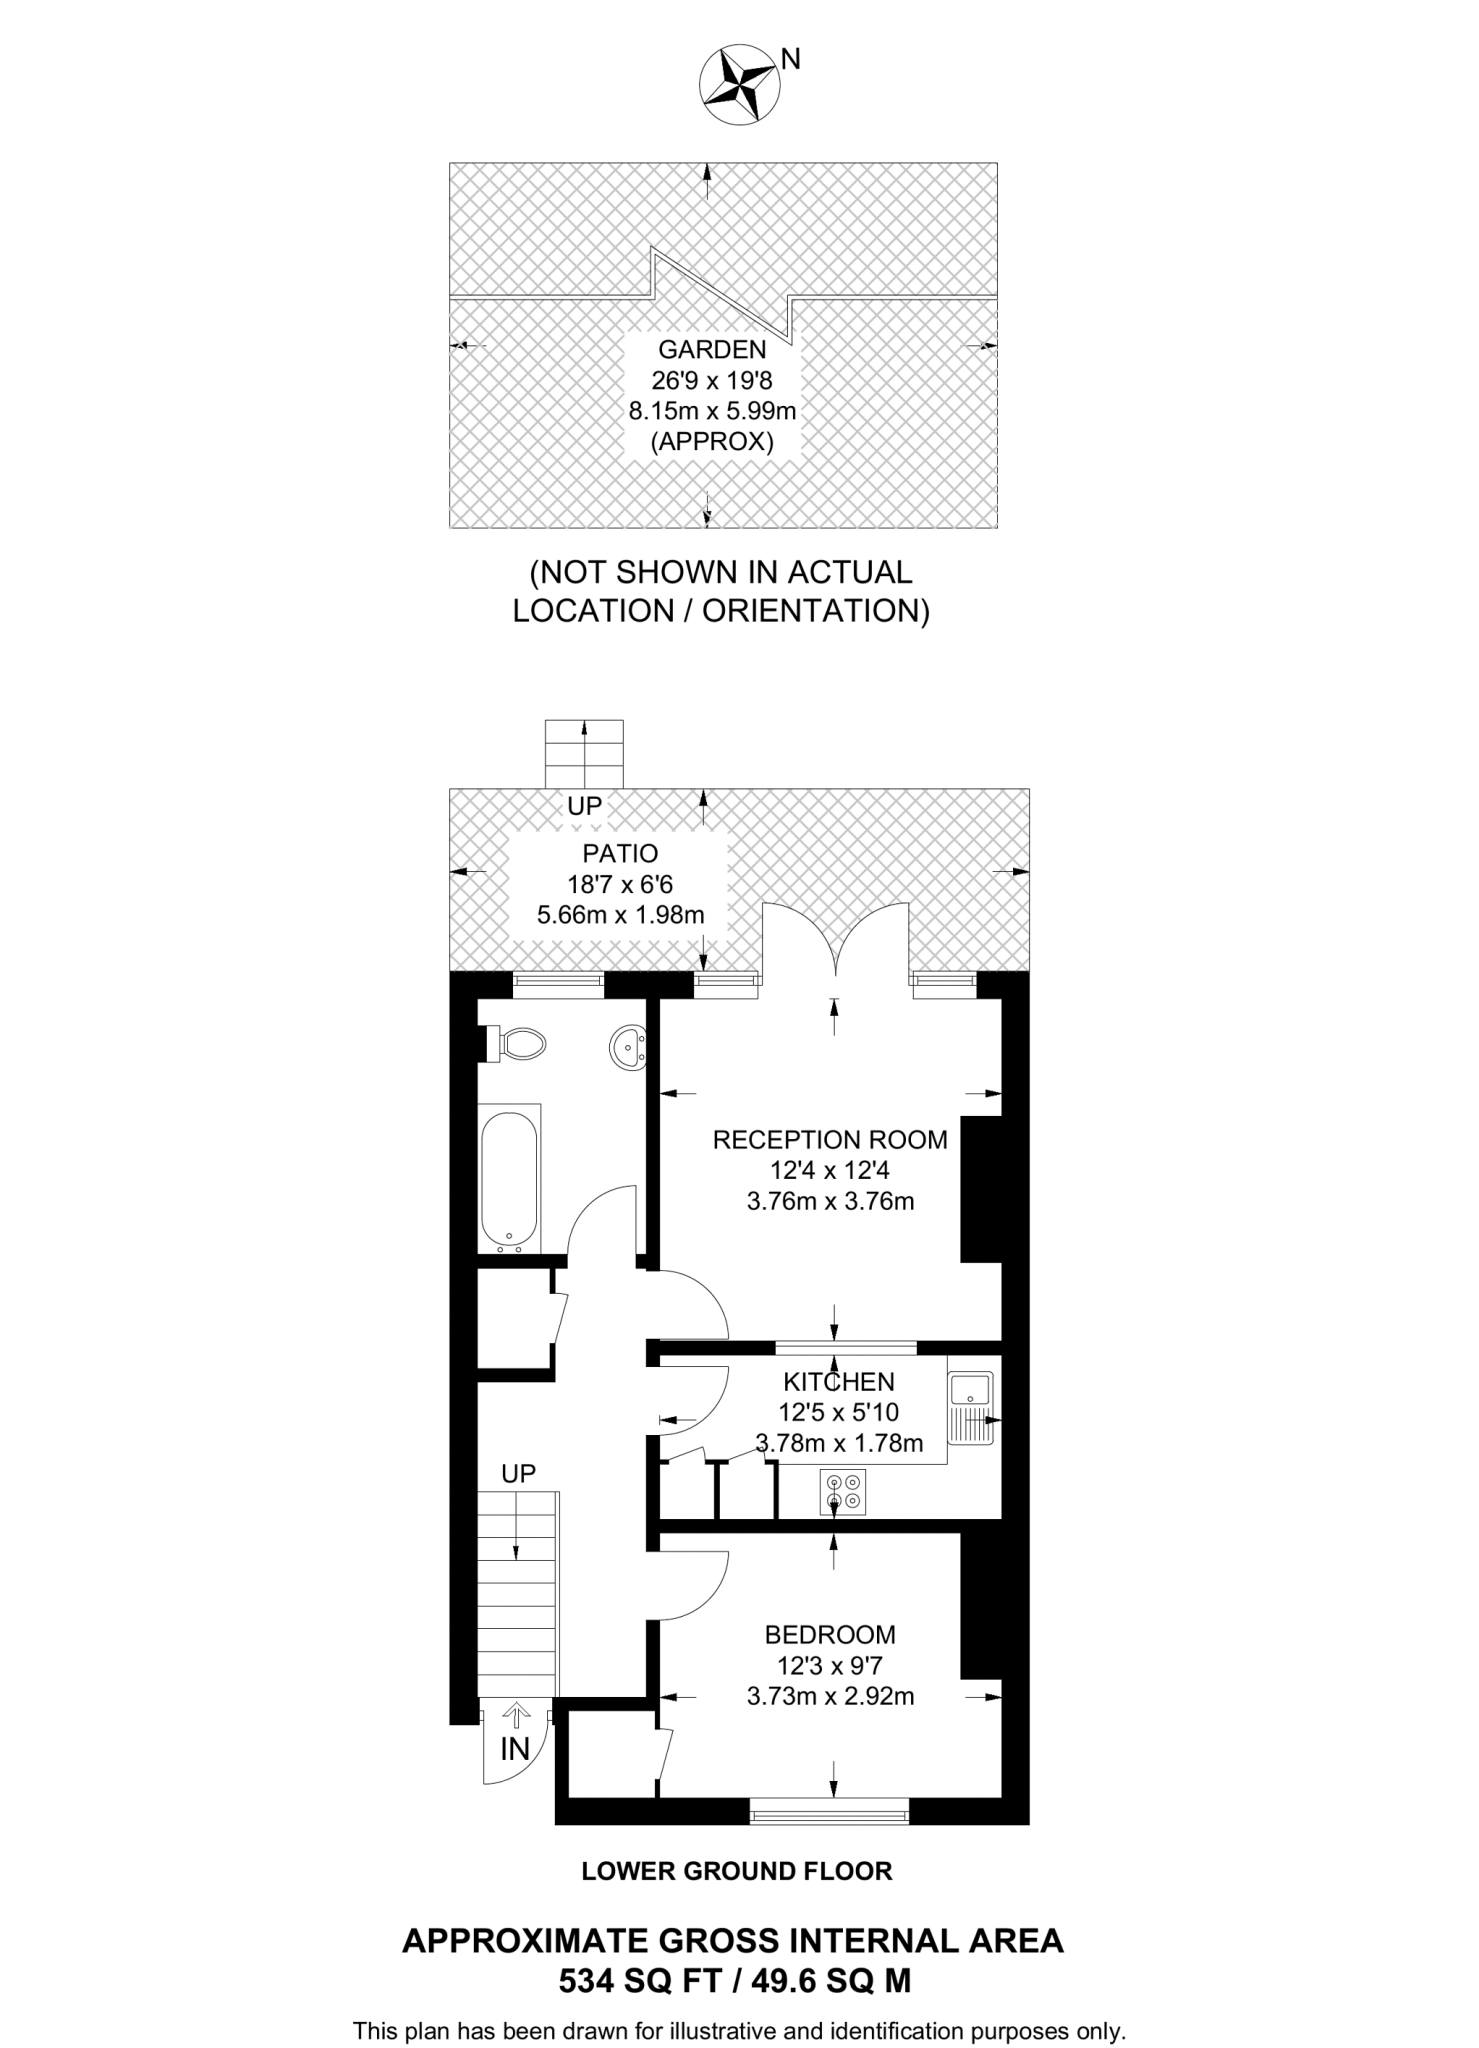 N
GARDEN
26'9 x 19'8
8.15m x 5.99m
(APPROX)
(NOT SHOWN IN ACTUAL
LOCATION / ORIENTATION)
UP
PATIO
18'7 x 6'6
5.66m x 1.98m
RECEPTION ROOM
12'4 x 12'4
3.76m x 3.76m
KITCHEN
12'5 x 5'10
3.78m x 1.78m
UP
BEDROOM
12'3 x 9'7
3.73m x 2.92m
IN
LOWER GROUND FLOOR
APPROXIMATE GROSS INTERNAL AREA
534 SQ FT / 49.6 SQ M
This plan has been drawn for illustrative and identification purposes only.